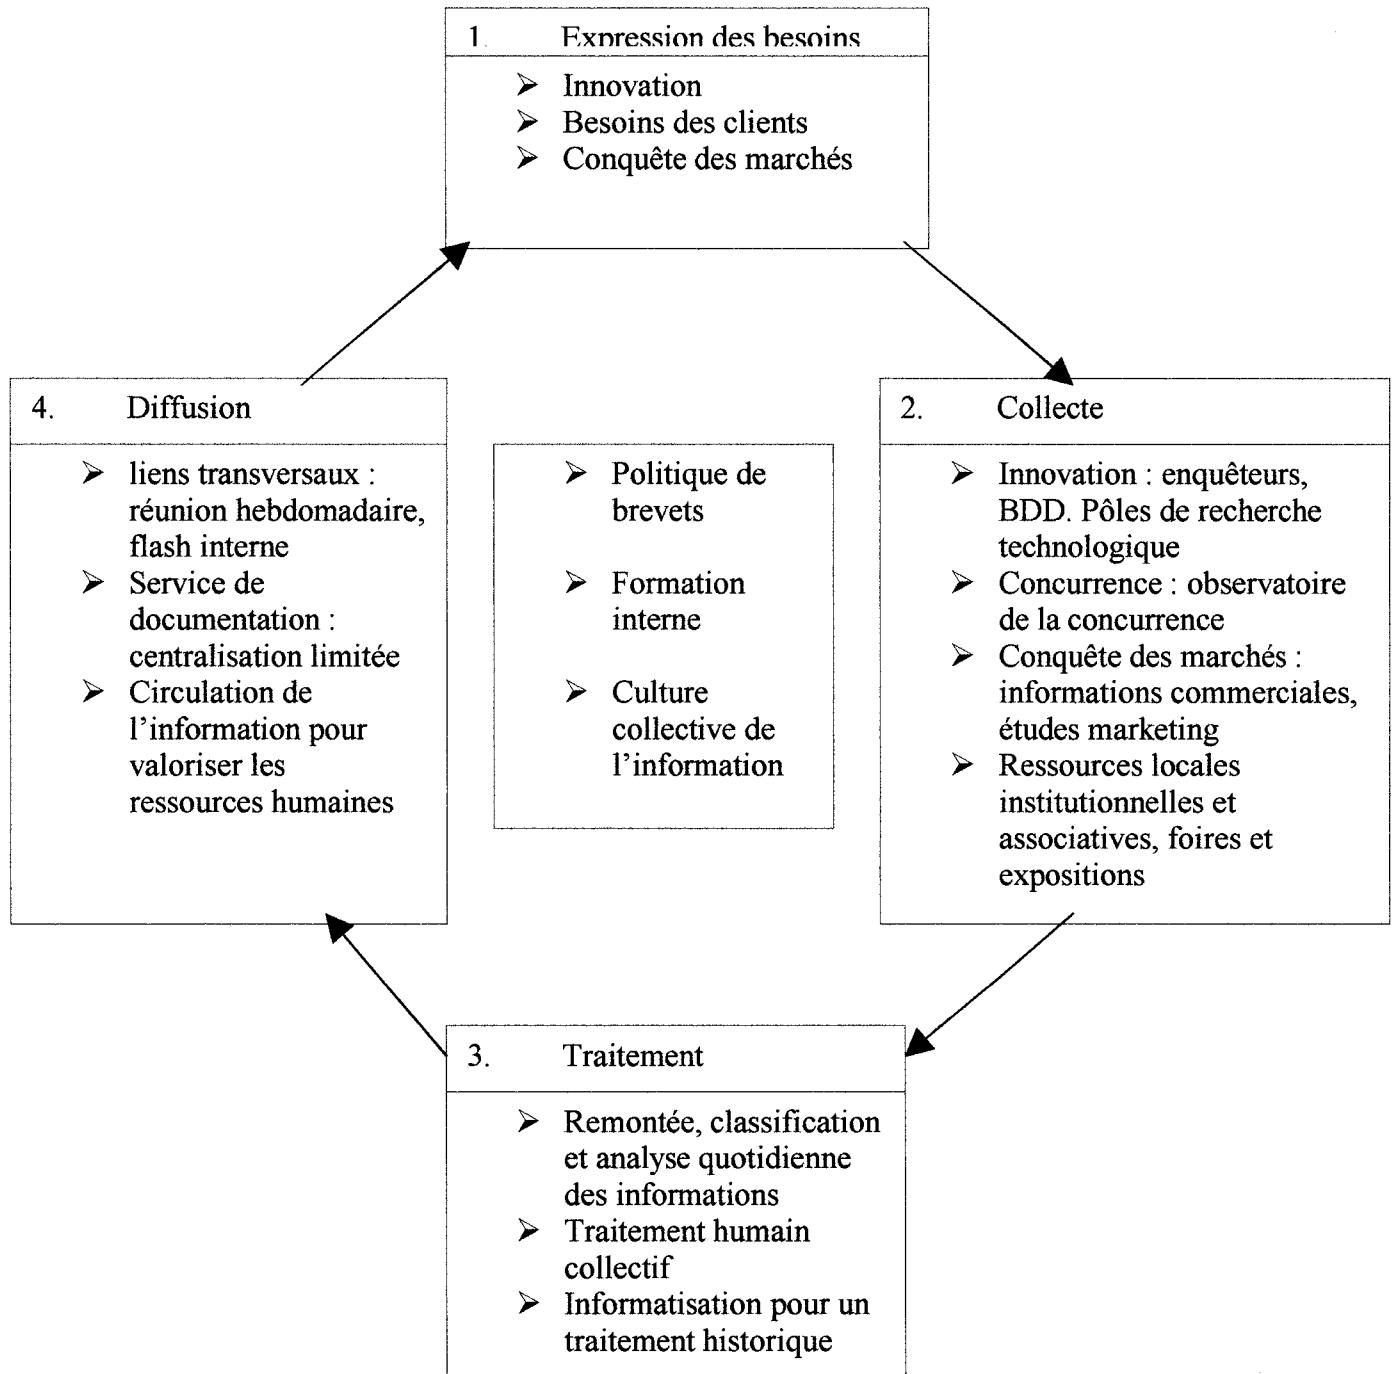 1. Expression des besoins
➢ Innovation
➢ Besoins des clients
➢ Conquête des marchés
4. Diffusion
➢ liens transversaux :
réunion hebdomadaire,
flash interne
➢ Service de
documentation :
centralisation limitée
➢ Circulation de
l'information pour
valoriser les
ressources humaines
➢ Politique de
brevets
➢ Formation
interne
➢ Culture
collective de
l'information
2. Collecte
➢ Innovation : enquêteurs,
BDD. Pôles de recherche
technologique
➢ Concurrence : observatoire
de la concurrence
➢ Conquête des marchés :
informations commerciales,
études marketing
➢ Ressources locales
institutionnelles et
associatives, foires et
expositions
3. Traitement
➢ Remontée, classification
et analyse quotidienne
des informations
➢ Traitement humain
collectif
➢ Informatisation pour un
traitement historique